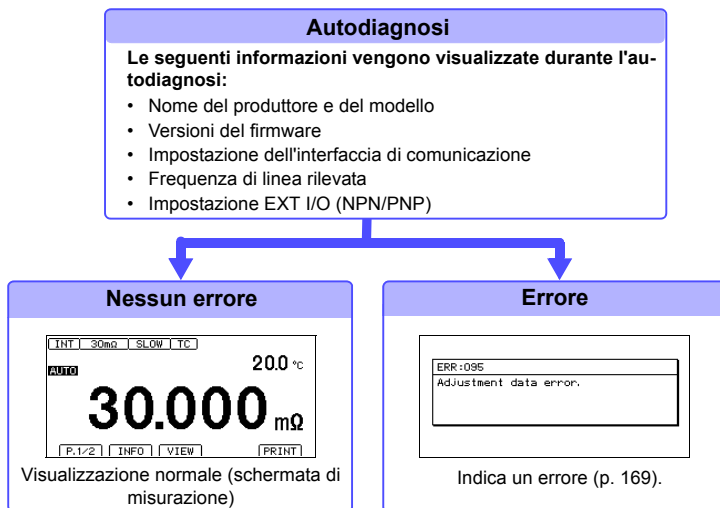 Autodiagnosi
Le seguenti informazioni vengono visualizzate durante l'au-
todiagnosi:
• Nome del produttore e del modello
• Versioni del firmware
• Impostazione dell'interfaccia di comunicazione
• Frequenza di linea rilevata
• Impostazione EXT I/O (NPN/PNP)
Nessun errore
INT 30mΩ SLOW TC
AUTO 20.0 °C
30.000 mΩ
P.1/2 INFO VIEW PRINT
Visualizzazione normale (schermata di
misurazione)
Errore
ERR:095
Adjustment data error.
Indica un errore (p. 169).